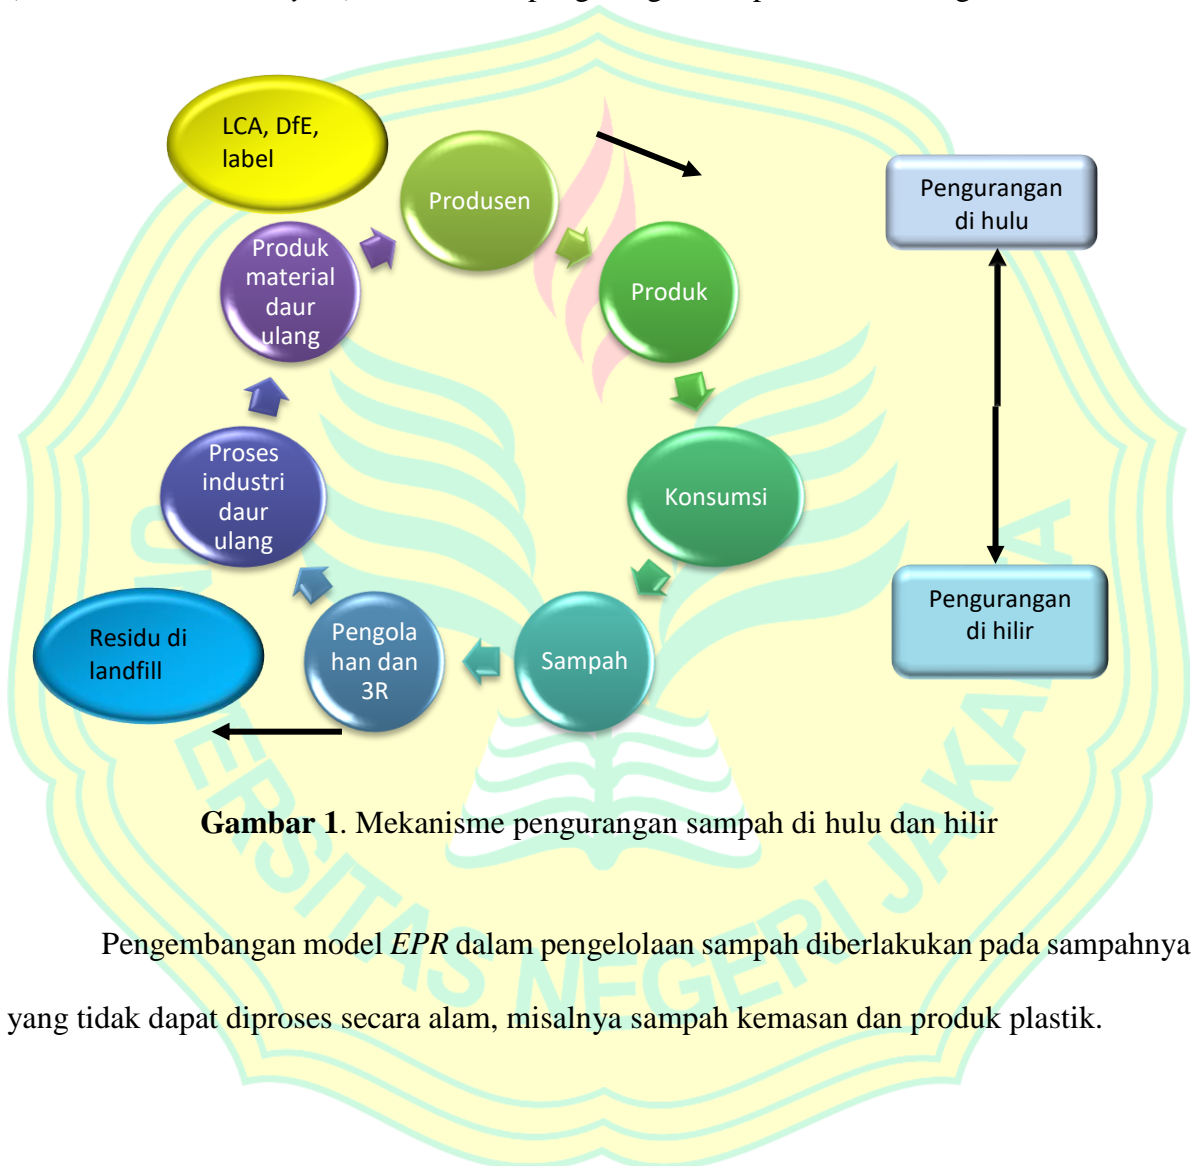 LCA, DfE,
label
Produsen
Produk
Konsumsi
Sampah
Pengola
han dan
3R
Residu di
landfill
Proses
industri
daur
ulang
Produk
material
daur
ulang
Pengurangan
di hulu
Pengurangan
di hilir
Gambar 1. Mekanisme pengurangan sampah di hulu dan hilir
Pengembangan model EPR dalam pengelolaan sampah diberlakukan pada sampahnya
yang tidak dapat diproses secara alam, misalnya sampah kemasan dan produk plastik.
UNIVERSITAS NEGERI JAKARTA